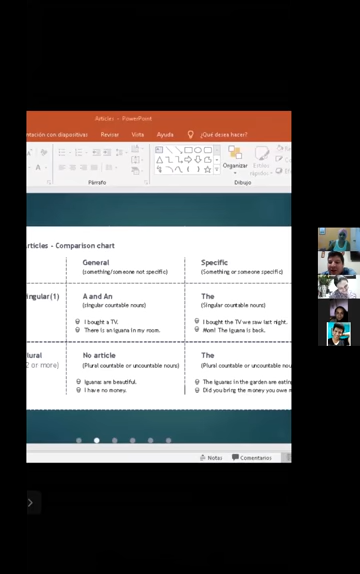 Articles - PowerPoint
ntación con diapositivas Revisar Vista Ayuda ¿Qué desea hacer?
Organizar
Estilos
rápidos
Párrafo
Dibujo
Articles - Comparison chart
General
(something/someone not specific)
Specific
(Something or someone specific)
ingular(1)
A and An
(singular countable nouns)
I bought a TV.
There is an iguana in my room.
The
(Singular countable nouns)
I bought the TV we saw last night.
Mom! The iguana is back.
lural
2 or more)
No article
(Plural countable or uncountable nouns)
Iguanas are beautiful.
I have no money.
The
(Plural countable or uncountable nou
The iguanas in the garden are eatin
Did you bring the money you owe m
Notas Comentarios